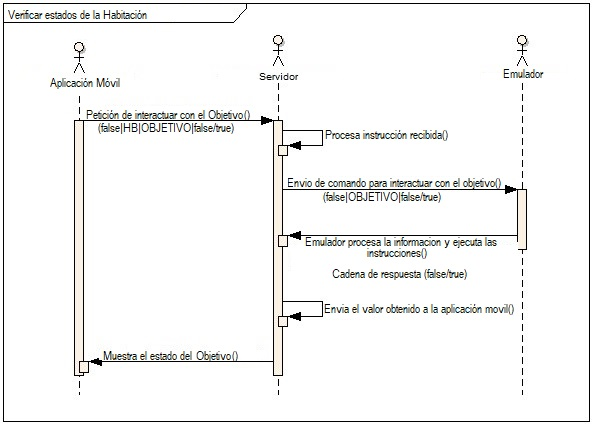 Verificar estados de la Habitación
Aplicación Móvil
Servidor
Emulador
Petición de interactuar con el Objetivo()
(false|HB|OBJETIVO|false/true)
Procesa instrucción recibida()
Envio de comando para interactuar con el objetivo()
(false|OBJETIVO|false/true)
Emulador procesa la informacion y ejecuta las
instrucciones()
Cadena de respuesta (false/true)
Envia el valor obtenido a la aplicación movil()
Muestra el estado del Objetivo()